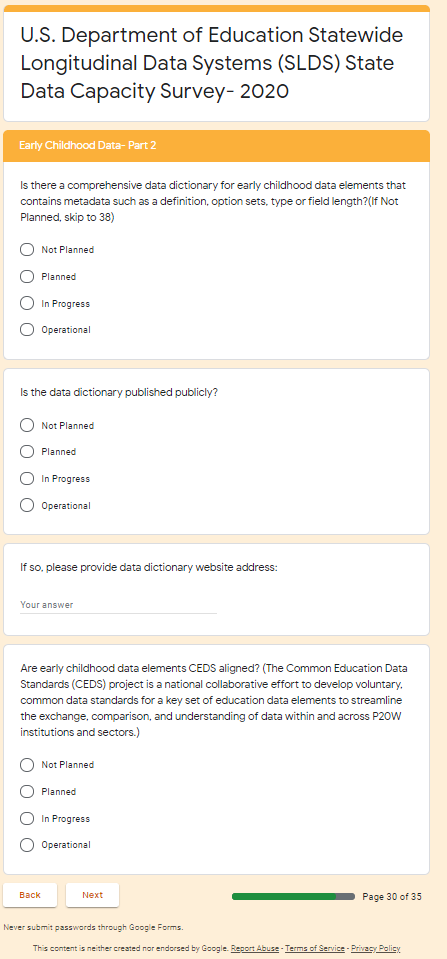 U.S. Department of Education Statewide
Longitudinal Data Systems (SLDS) State
Data Capacity Survey- 2020
Early Childhood Data- Part 2
Is there a comprehensive data dictionary for early childhood data elements that
contains metadata such as a definition, option sets, type or field length?(If Not
Planned, skip to 38)
Not Planned
Planned
In Progress
Operational
Is the data dictionary published publicly?
Not Planned
Planned
In Progress
Operational
If so, please provide data dictionary website address:
Your answer
Are early childhood data elements CEDS aligned? (The Common Education Data
Standards (CEDS) project is a national collaborative effort to develop voluntary,
common data standards for a key set of education data elements to streamline
the exchange, comparison, and understanding of data within and across P20W
institutions and sectors.)
Not Planned
Planned
In Progress
Operational
Back Next Page 30 of 35
Never submit passwords through Google Forms.
This content is neither created nor endorsed by Google. Report Abuse - Terms of Service - Privacy Policy